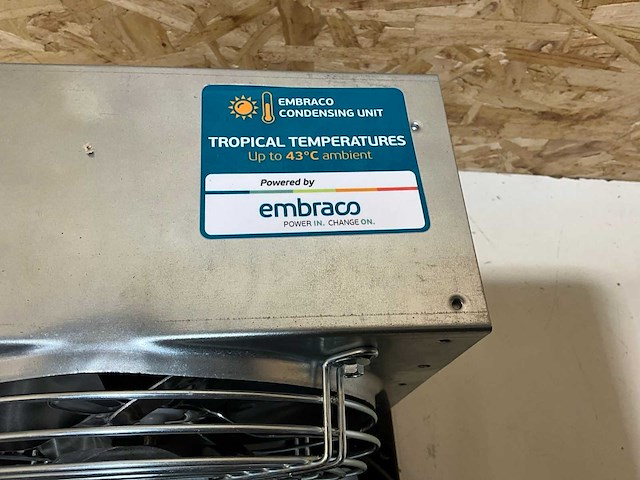 EMBRACO
CONDENSING UNIT
TROPICAL TEMPERATURES
Up to 43°C ambient
Powered by
embraco
POWER IN. CHANGE ON.